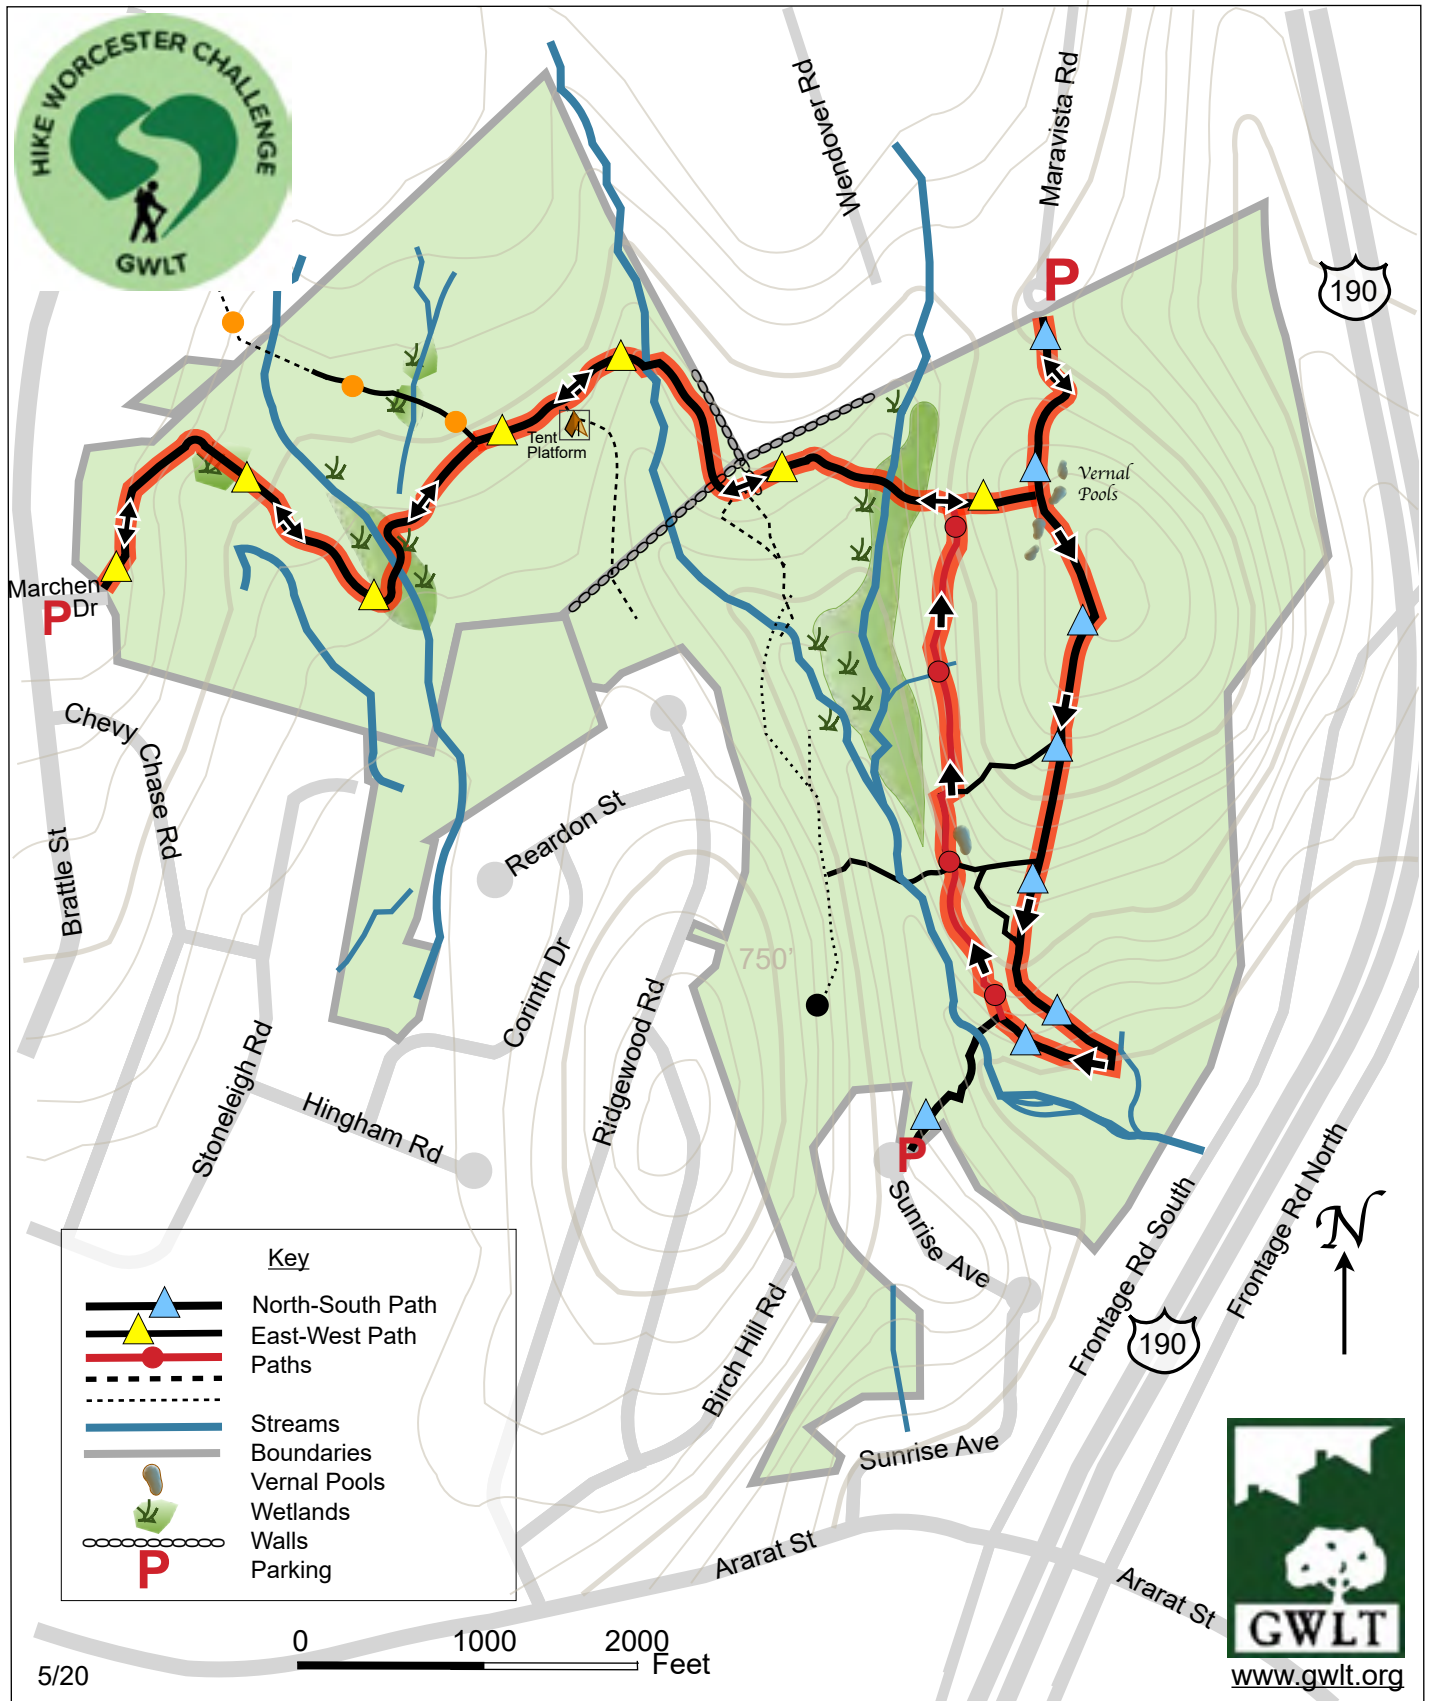 HIKE WORCESTER CHALLENGE
GWLT
Wendover Rd
Maravista Rd
P
190
Tent
Platform
Vernal
Pools
Marchen
Dr
P
Chevy Chase Rd
Brattle St
Reardon St
Corinth Dr
Ridgewood Rd
750'
Stoneleigh Rd
Hingham Rd
P
Sunrise Ave
Birch Hill Rd
Frontage Rd South
Frontage Rd North
N
190
Sunrise Ave
Ararat St
Ararat St
Key
North-South Path
East-West Path
Paths
Streams
Boundaries
Vernal Pools
Wetlands
Walls
P Parking
0 1000 2000
Feet
5/20
GWLT
www.gwlt.org